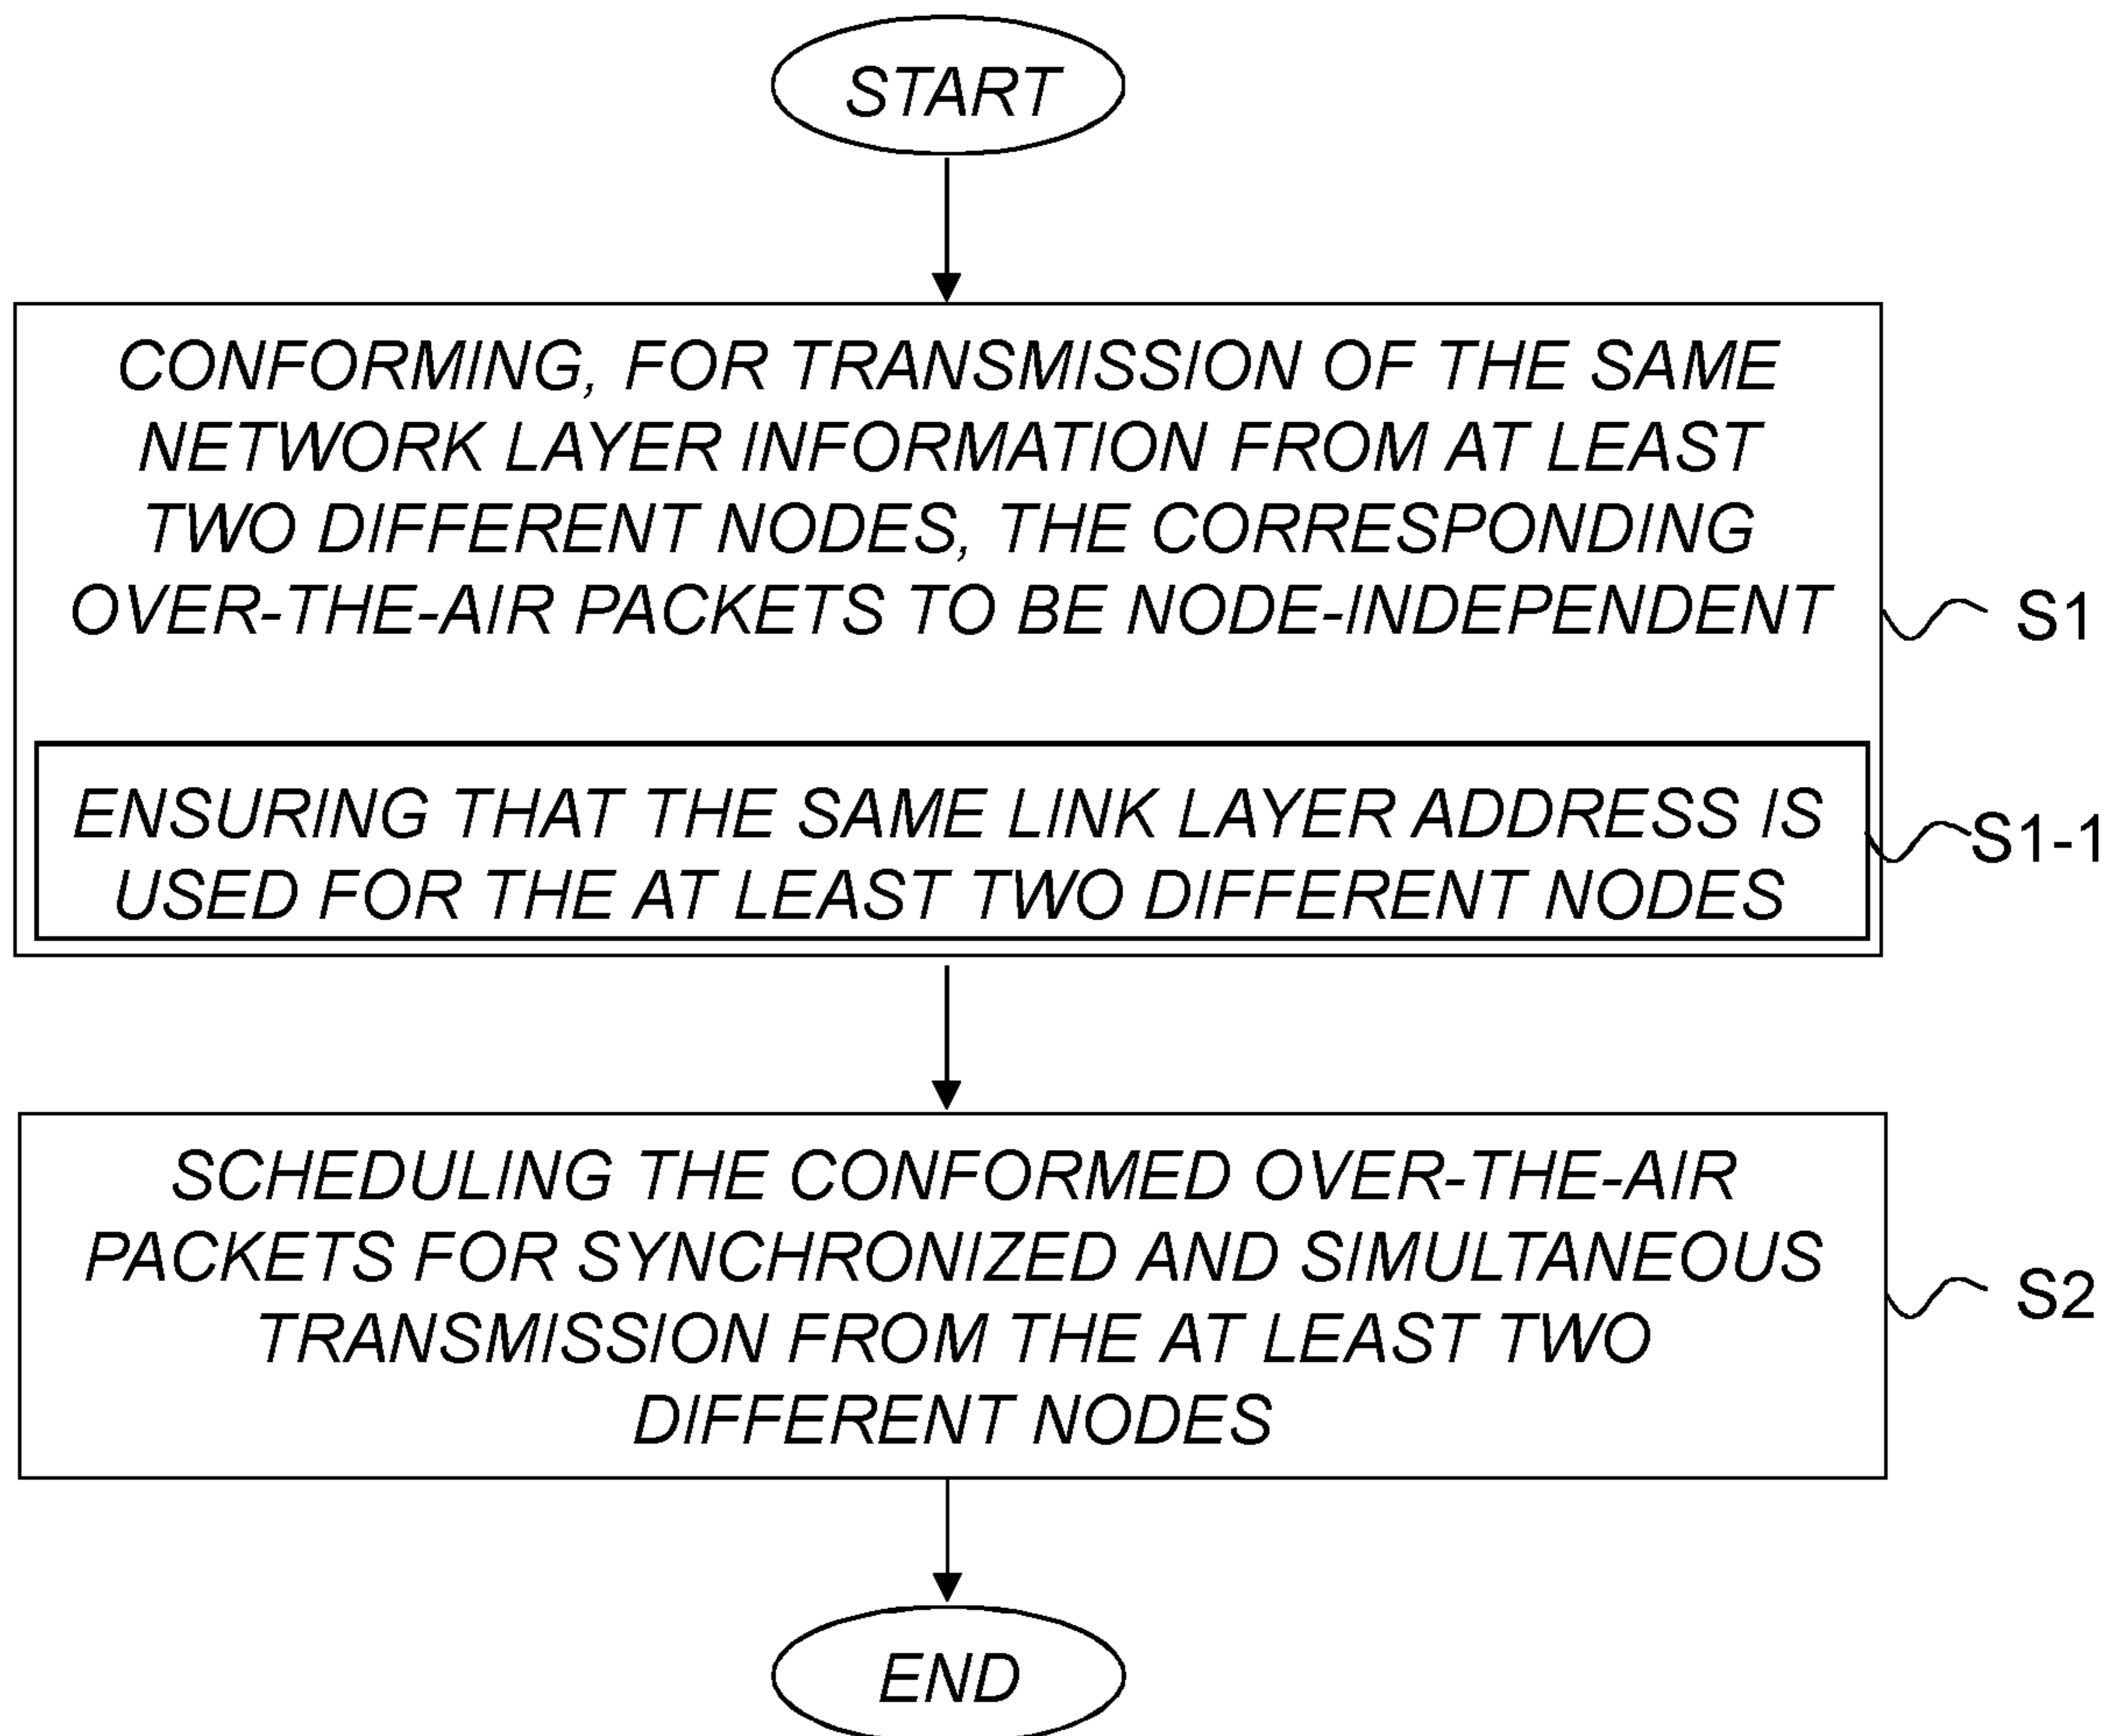 START
CONFORMING, FOR TRANSMISSION OF THE SAME
NETWORK LAYER INFORMATION FROM AT LEAST
TWO DIFFERENT NODES, THE CORRESPONDING
OVER-THE-AIR PACKETS TO BE NODE-INDEPENDENT
S1
ENSURING THAT THE SAME LINK LAYER ADDRESS IS
USED FOR THE AT LEAST TWO DIFFERENT NODES
S1-1
SCHEDULING THE CONFORMED OVER-THE-AIR
PACKETS FOR SYNCHRONIZED AND SIMULTANEOUS
TRANSMISSION FROM THE AT LEAST TWO
DIFFERENT NODES
S2
END